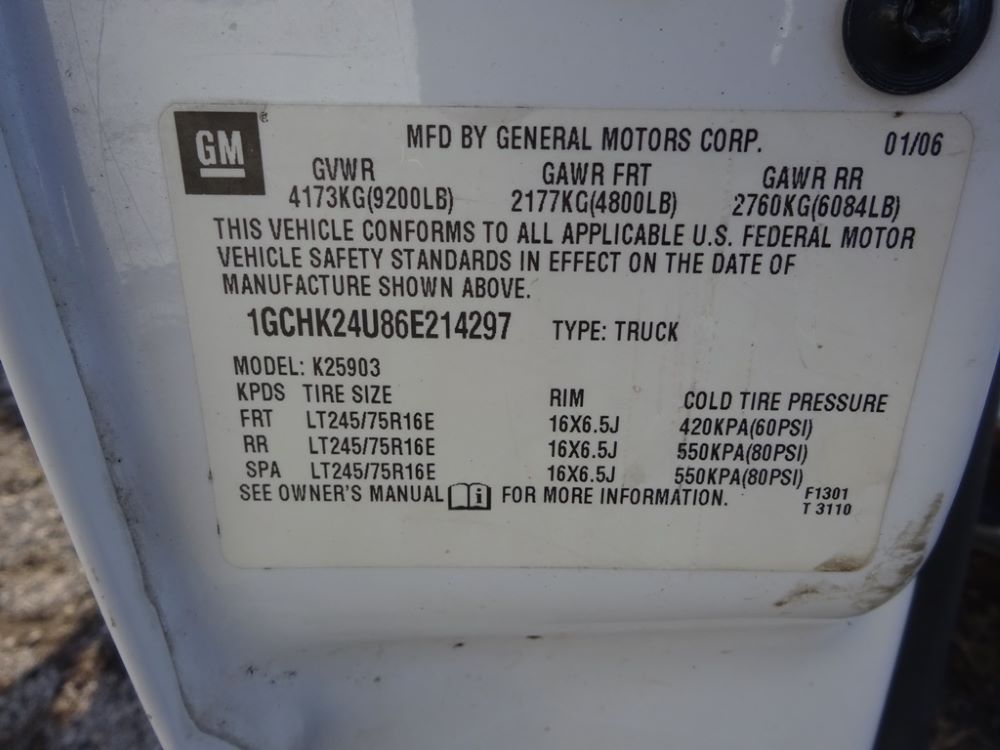 GM
MFD BY GENERAL MOTORS CORP. 01/06
GVWR GAWR FRT GAWR RR
4173KG(9200LB) 2177KG(4800LB) 2760KG(6084LB)
THIS VEHICLE CONFORMS TO ALL APPLICABLE U.S. FEDERAL MOTOR
VEHICLE SAFETY STANDARDS IN EFFECT ON THE DATE OF
MANUFACTURE SHOWN ABOVE.
1GCHK24U86E214297 TYPE: TRUCK
MODEL: K25903
KPDS TIRE SIZE RIM COLD TIRE PRESSURE
FRT LT245/75R16E 16X6.5J 420KPA(60PSI)
RR LT245/75R16E 16X6.5J 550KPA(80PSI)
SPA LT245/75R16E 16X6.5J 550KPA(80PSI)
SEE OWNER'S MANUAL i FOR MORE INFORMATION. F1301
T 3110